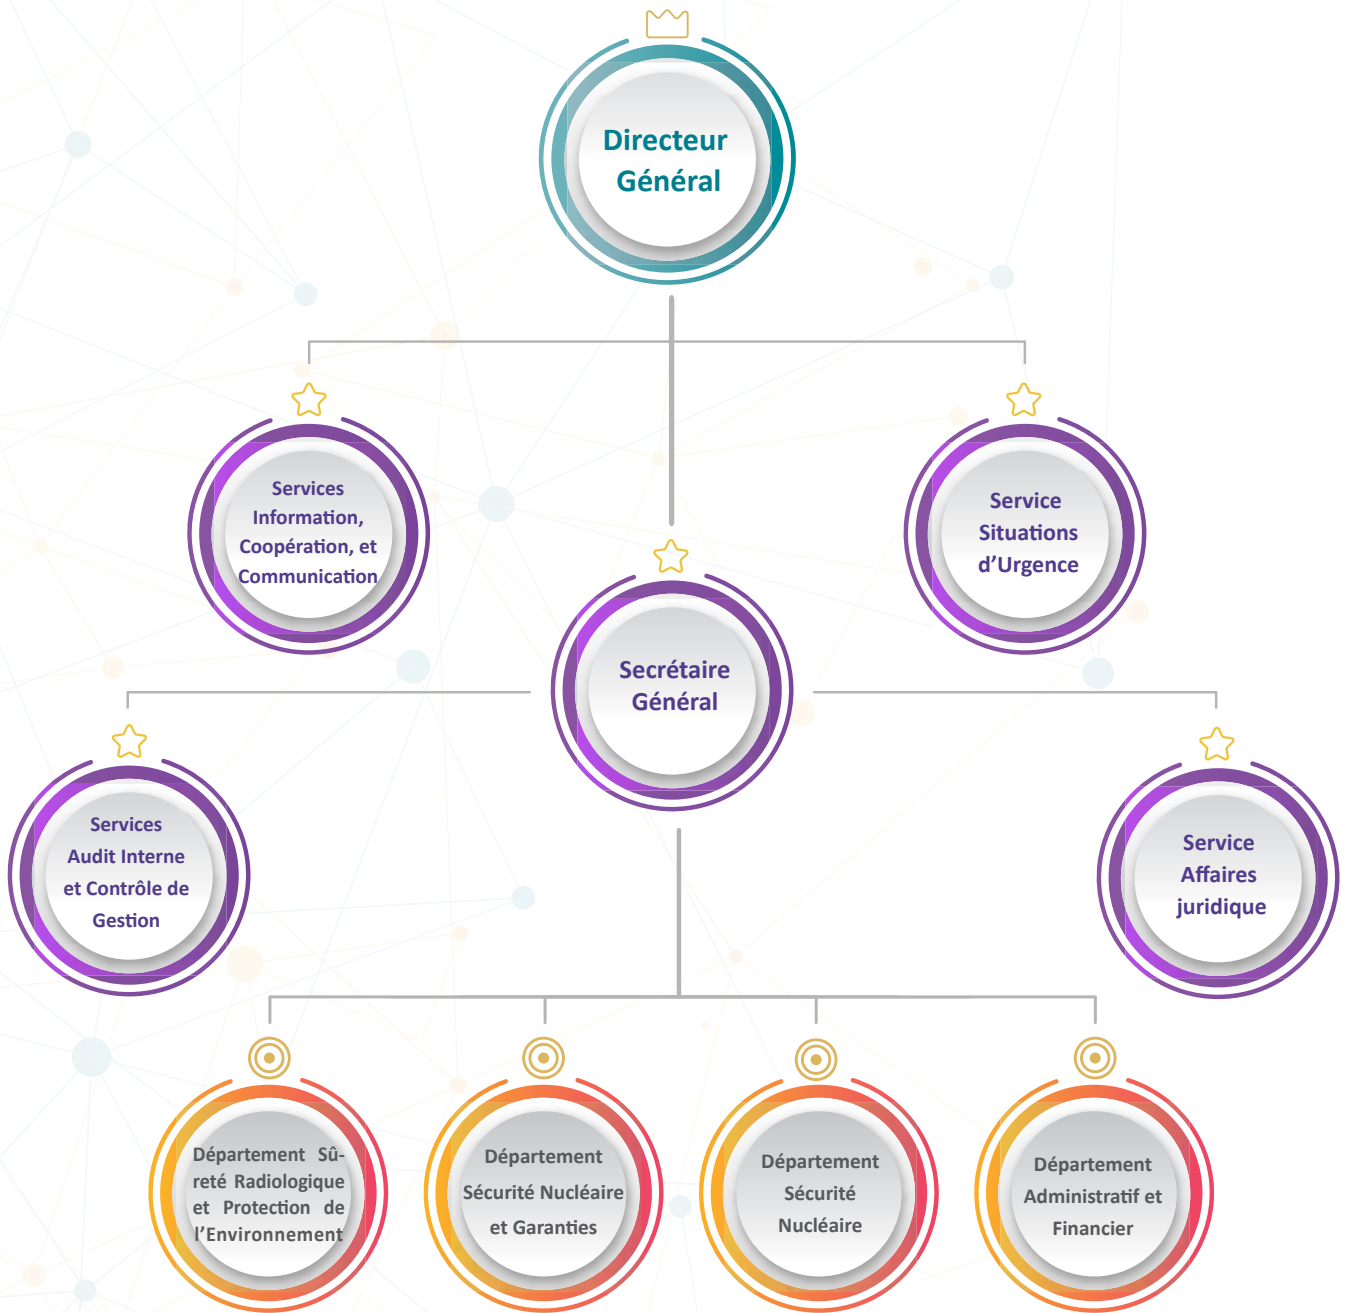 Directeur
Général
Services
Information,
Coopération, et
Communication
Service
Situations
d’Urgence
Secrétaire
Général
Services
Audit Interne
et Contrôle de
Gestion
Service
Affaires
juridique
Département Sû-
reté Radiologique
et Protection de
l’Environnement
Département
Sécurité Nucléaire
et Garanties
Département
Sécurité
Nucléaire
Département
Administratif et
Financier